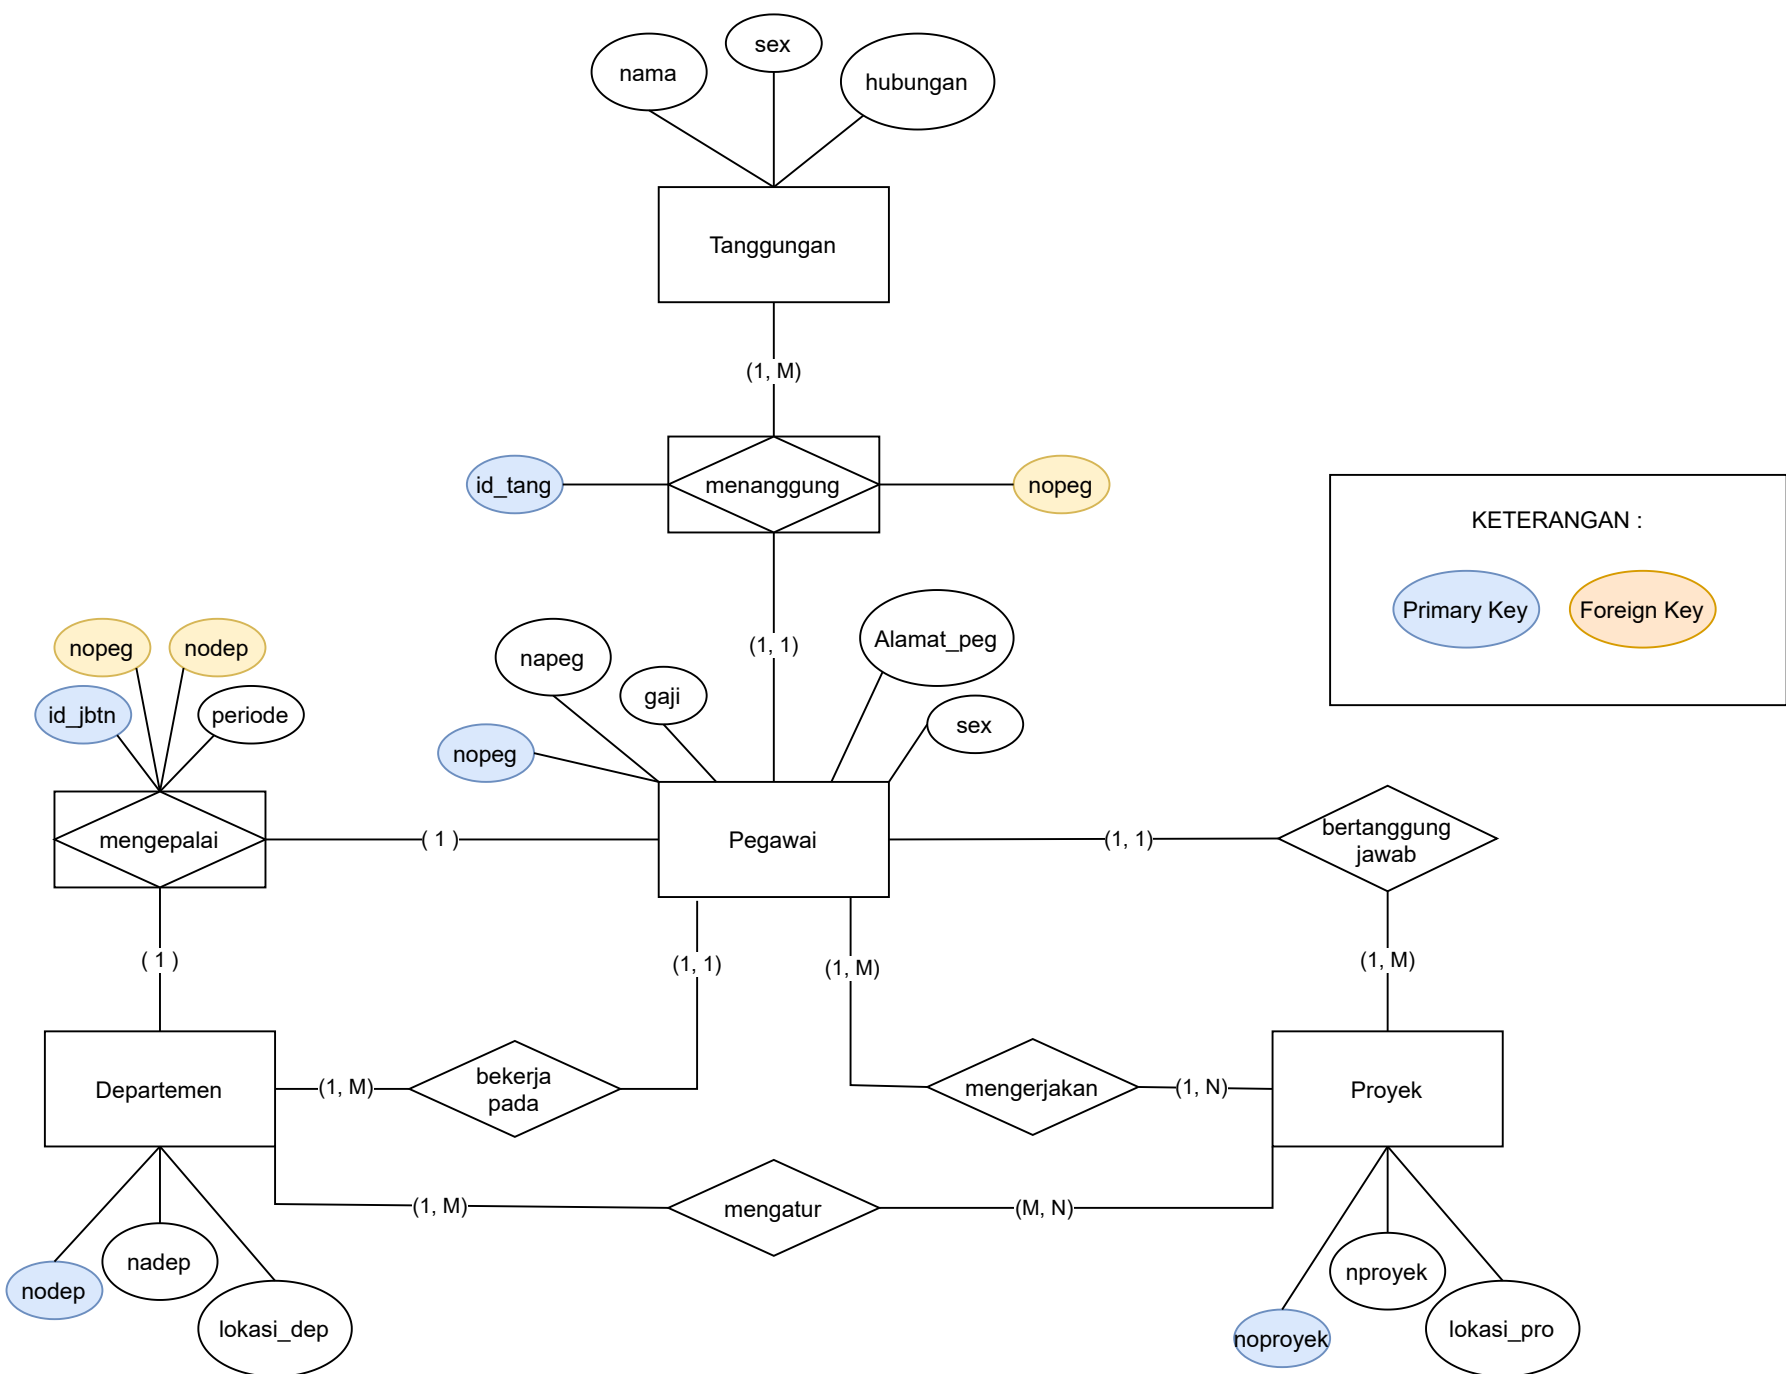 sex
nama
hubungan
Tanggungan
(1, M)
id_tang
menanggung
nopeg
KETERANGAN :
Primary Key
Foreign Key
nopeg
nodep
id_jbtn
periode
napeg
gaji
Alamat_peg
sex
nopeg
(1, 1)
mengepalai
( 1 )
Pegawai
(1, 1)
bertanggung
jawab
( 1 )
(1, 1)
(1, M)
(1, M)
Departemen
(1, M)
bekerja
pada
mengerjakan
(1, N)
Proyek
(1, M)
mengatur
(M, N)
nodep
nadep
lokasi_dep
noproyek
nproyek
lokasi_pro